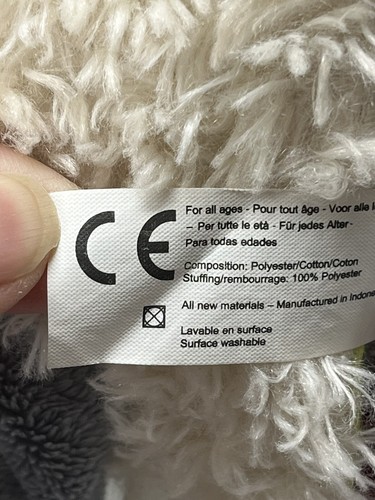 CE
For all ages - Pour tout âge - Voor alle
– Per tutte le età - Für jedes Alter -
Para todas edades
Composition: Polyester/Cotton/Coton
Stuffing/rembourrage: 100% Polyester
All new materials – Manufactured in
Lavable en surface
Surface washable